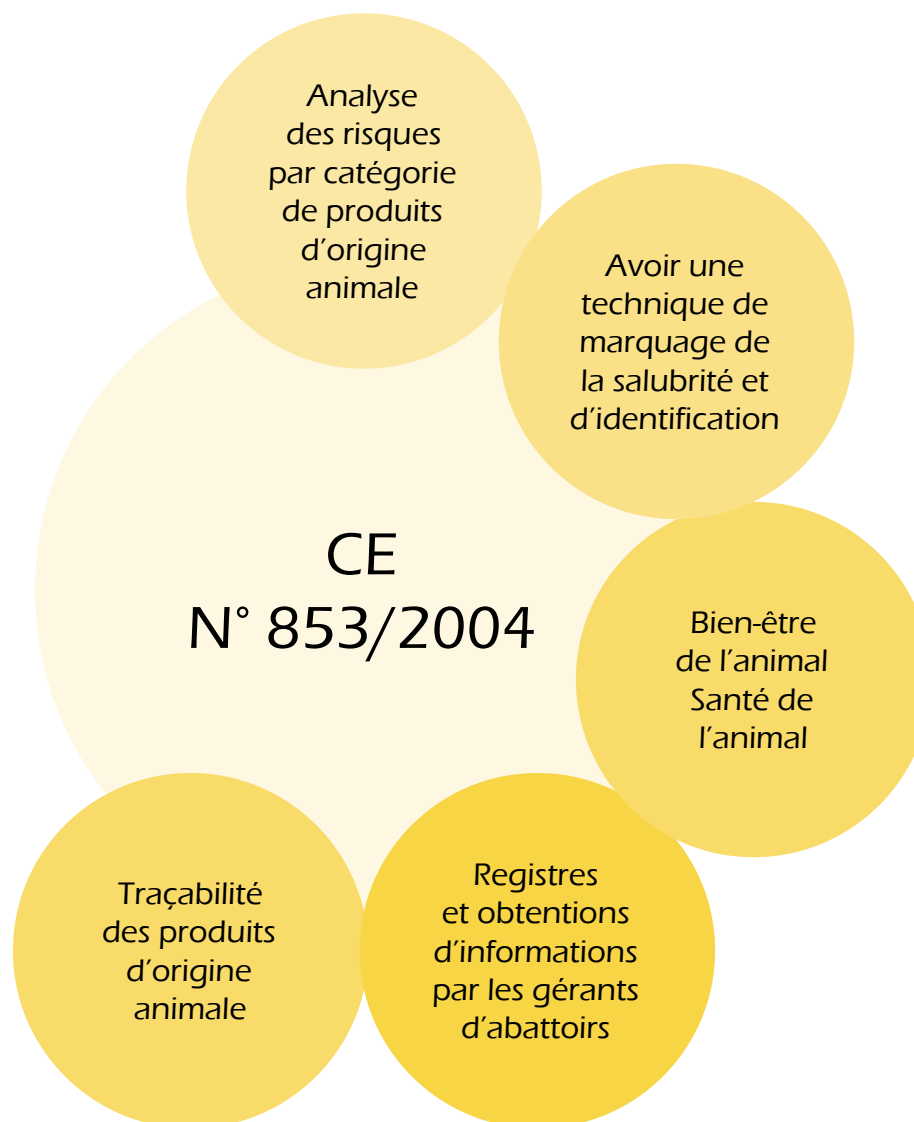 Analyse
des risques
par catégorie
de produits
d'origine
animale
Avoir une
technique de
marquage de
la salubrité et
d'identification
CE
N° 853/2004
Bien-être
de l'animal
Santé de
l'animal
Registres
et obtentions
d'informations
par les gérants
d'abattoirs
Traçabilité
des produits
d'origine
animale